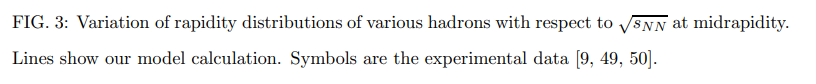 FIG. 3: Variation of rapidity distributions of various hadrons with respect to √sNN at midrapidity.
Lines show our model calculation. Symbols are the experimental data [9, 49, 50].